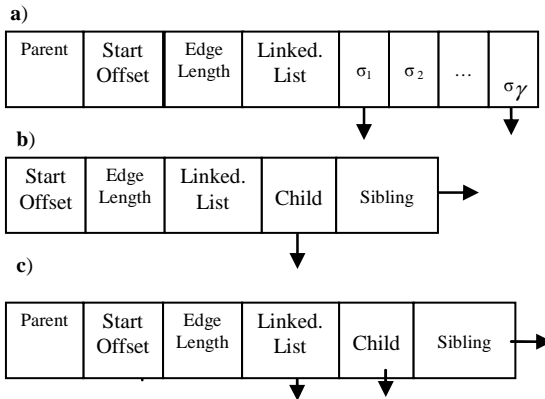 a)
Parent Start Offset Edge Length Linked. List σ1 σ2 … σγ
b)
Start Offset Edge Length Linked. List Child Sibling
c)
Parent Start Offset Edge Length Linked. List Child Sibling